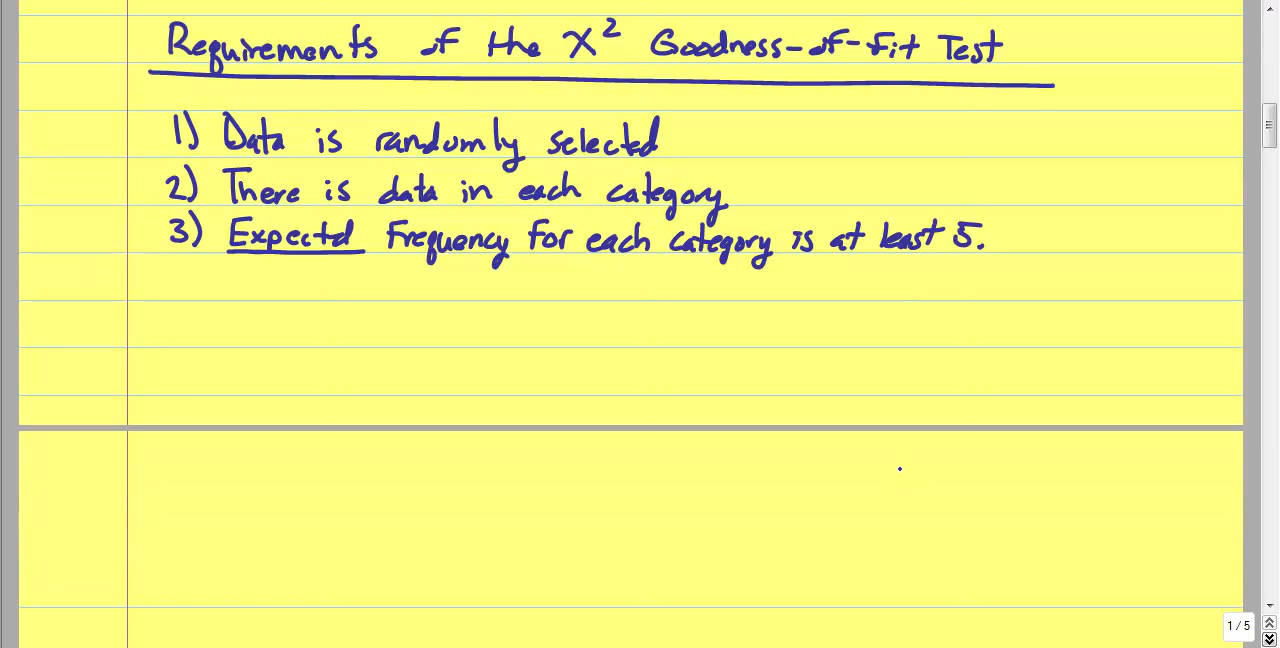 Requirements of the X² Goodness-of-Fit Test
1) Data is randomly selected
2) There is data in each category
3) Expectd Frequency for each category is at least 5.
1 / 5